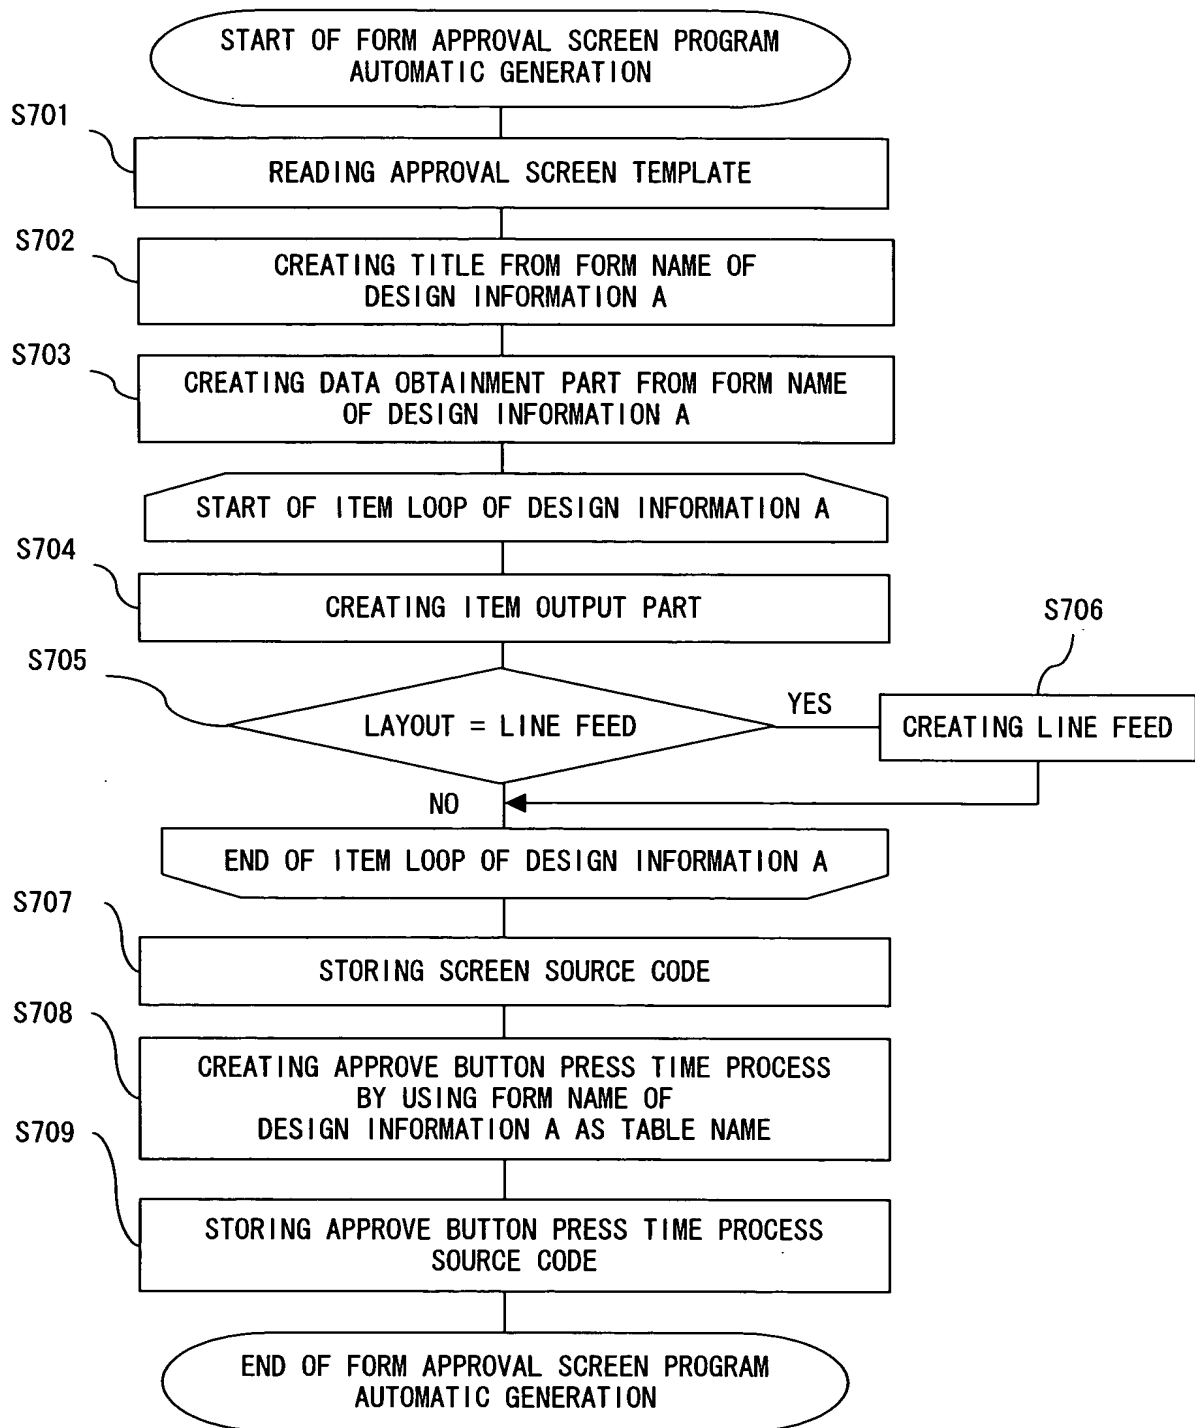 START OF FORM APPROVAL SCREEN PROGRAM
AUTOMATIC GENERATION
S701
READING APPROVAL SCREEN TEMPLATE
S702
CREATING TITLE FROM FORM NAME OF
DESIGN INFORMATION A
S703
CREATING DATA OBTAINMENT PART FROM FORM NAME
OF DESIGN INFORMATION A
START OF ITEM LOOP OF DESIGN INFORMATION A
S704
CREATING ITEM OUTPUT PART
S706
S705
LAYOUT = LINE FEED
YES
CREATING LINE FEED
NO
END OF ITEM LOOP OF DESIGN INFORMATION A
S707
STORING SCREEN SOURCE CODE
S708
CREATING APPROVE BUTTON PRESS TIME PROCESS
BY USING FORM NAME OF
DESIGN INFORMATION A AS TABLE NAME
S709
STORING APPROVE BUTTON PRESS TIME PROCESS
SOURCE CODE
END OF FORM APPROVAL SCREEN PROGRAM
AUTOMATIC GENERATION